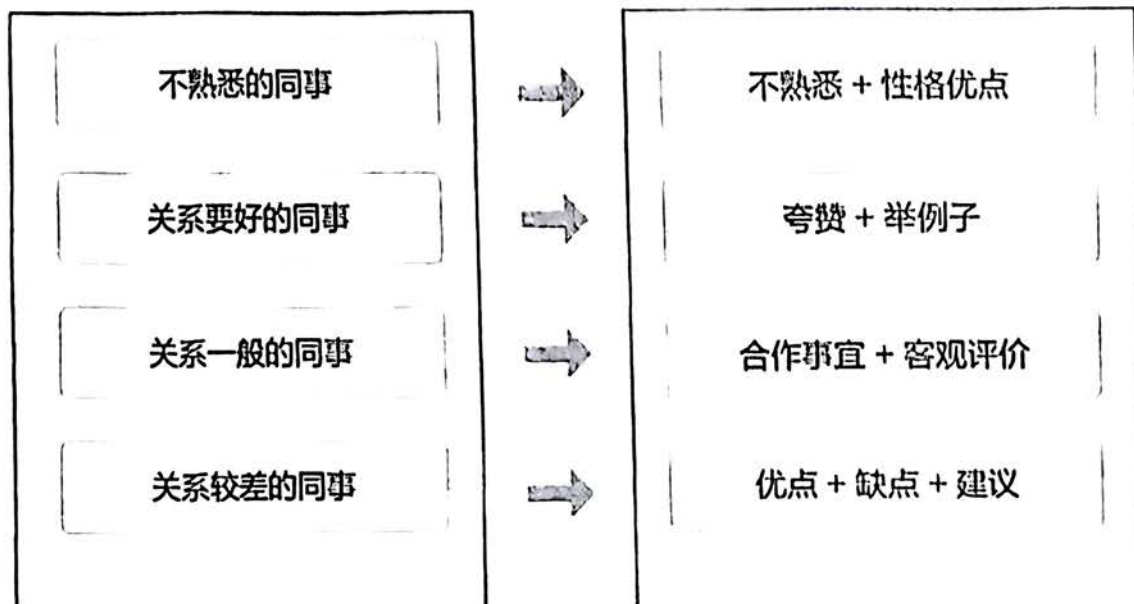 不熟悉的同事
不熟悉 + 性格优点
关系要好的同事
夸赞 + 举例子
关系一般的同事
合作事宜 + 客观评价
关系较差的同事
优点 + 缺点 + 建议